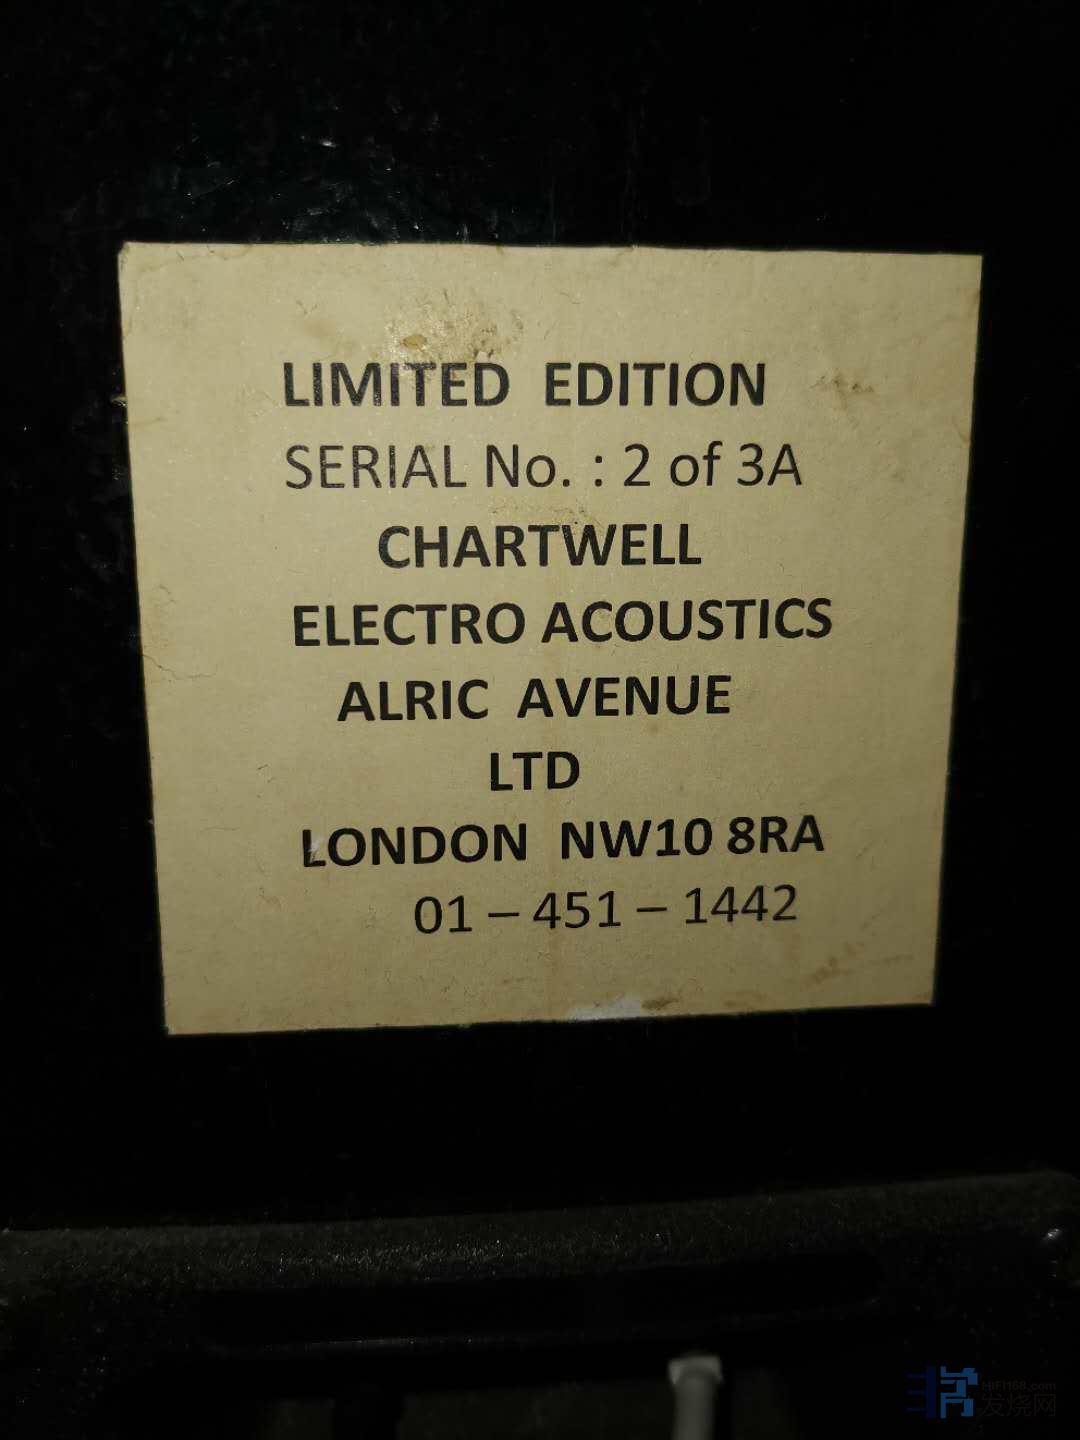 LIMITED EDITION
SERIAL No. : 2 of 3A
CHARTWELL
ELECTRO ACOUSTICS
ALRIC AVENUE
LTD
LONDON NW10 8RA
01 – 451 – 1442
HIFI168.com
发烧网